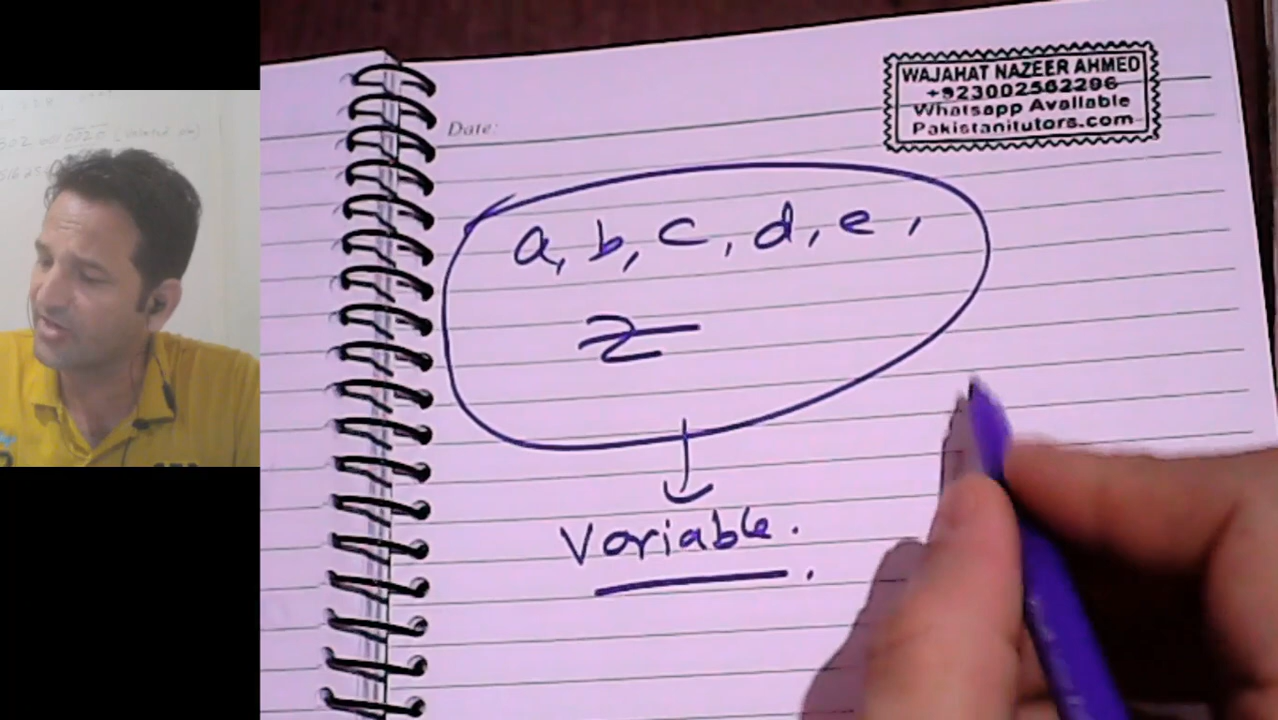 WAJAHAT NAZEER AHMED
+923002562296
Whatsapp Available
Pakistanitutors.com
Date:
a, b, c, d, e,
z
Variable.